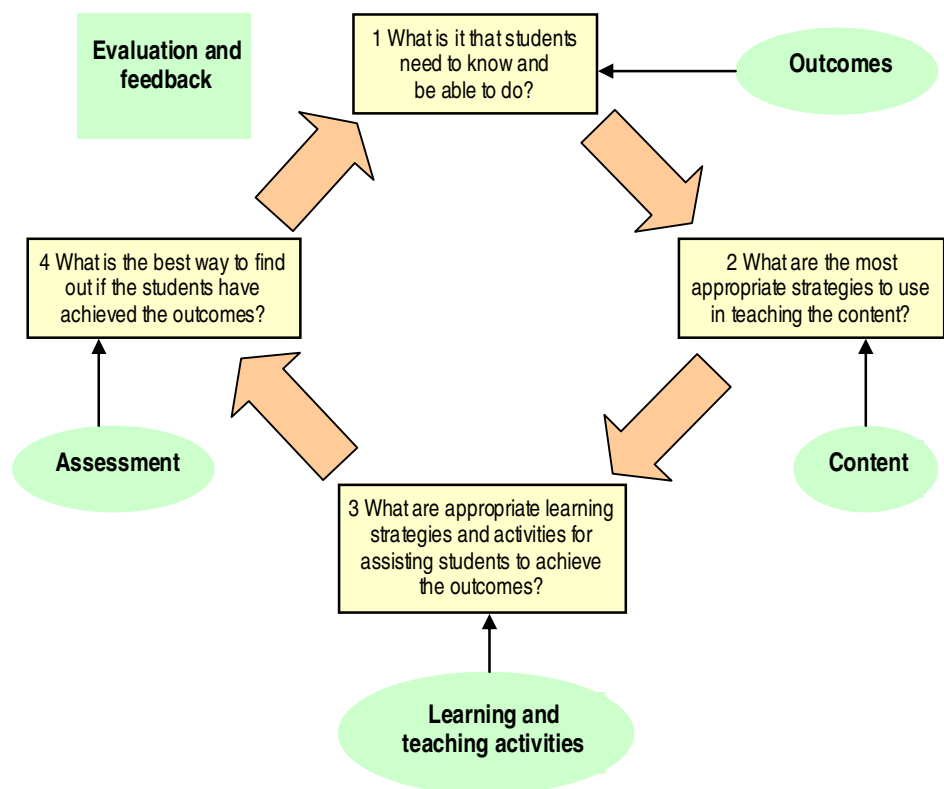 Evaluation and
feedback
1 What is it that students
need to know and
be able to do?
Outcomes
4 What is the best way to find
out if the students have
achieved the outcomes?
2 What are the most
appropriate strategies to use
in teaching the content?
Assessment
Content
3 What are appropriate learning
strategies and activities for
assisting students to achieve
the outcomes?
Learning and
teaching activities